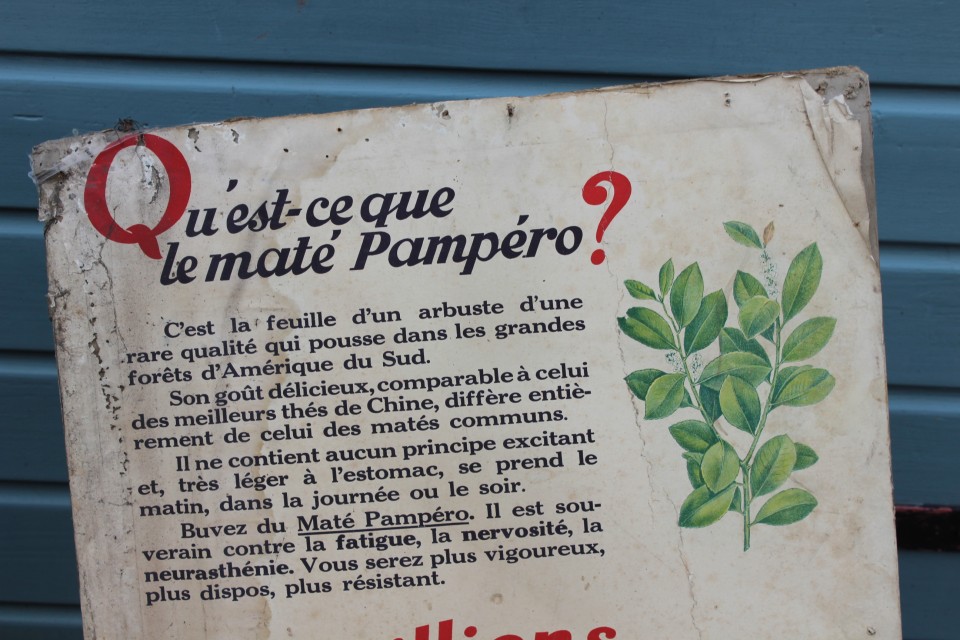 Qu'est-ce que
le maté Pampéro?
C'est la feuille d'un arbuste d'une
rare qualité qui pousse dans les grandes
forêts d'Amérique du Sud.
Son goût délicieux, comparable à celui
des meilleurs thés de Chine, diffère entiè-
rement de celui des matés communs.
Il ne contient aucun principe excitant
et, très léger à l'estomac, se prend le
matin, dans la journée ou le soir.
Buvez du Maté Pampéro. Il est sou-
verain contre la fatigue, la nervosité, la
neurasthénie. Vous serez plus vigoureux,
plus dispos, plus résistant.